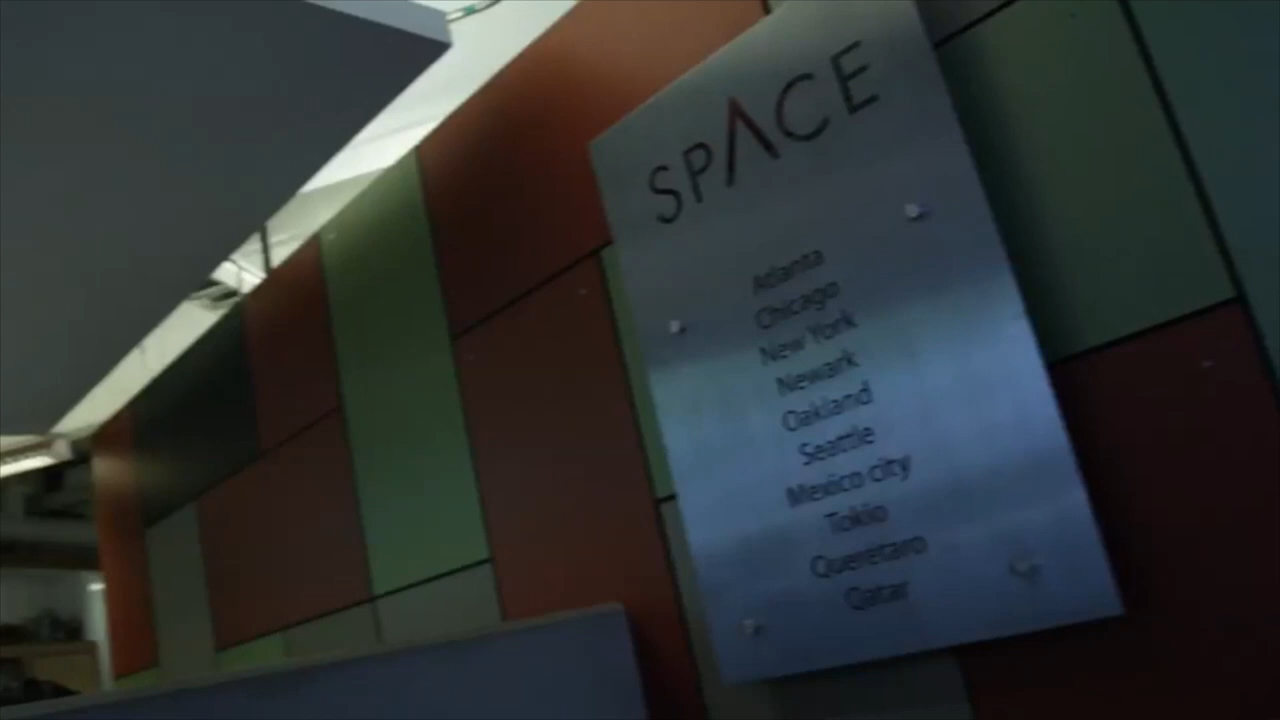 SPACE
Atlanta
Chicago
New York
Newark
Oakland
Seattle
Mexico city
Tokio
Queretaro
Qatar